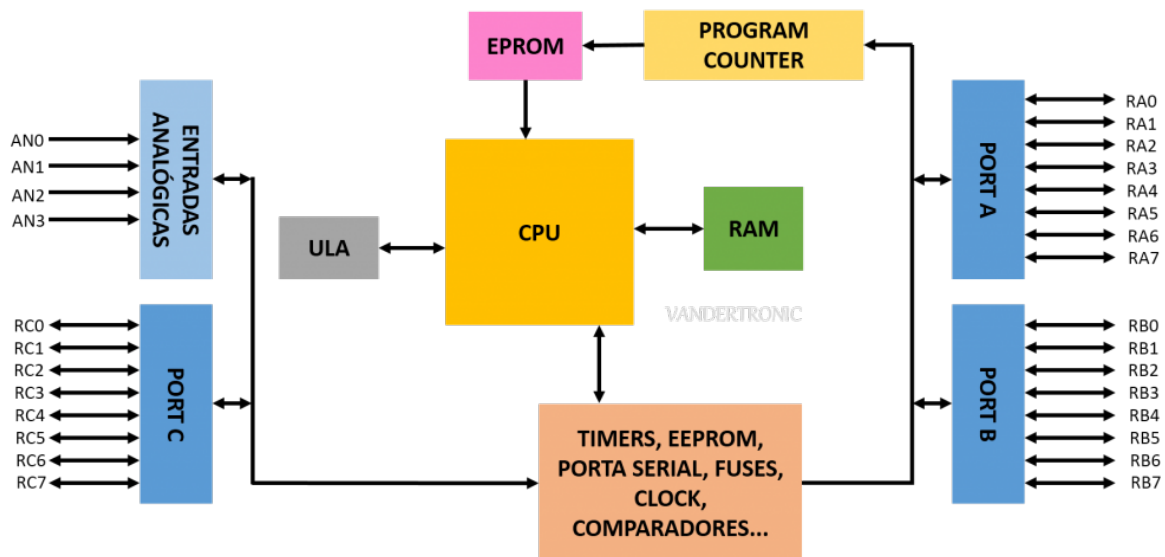 EPROM
PROGRAM
COUNTER
ENTRADAS
ANALÓGICAS
AN0
AN1
AN2
AN3
ULA
CPU
RAM
VANDERTRONIC
PORT A
RA0
RA1
RA2
RA3
RA4
RA5
RA6
RA7
RC0
RC1
RC2
RC3
RC4
RC5
RC6
RC7
PORT C
TIMERS, EEPROM,
PORTA SERIAL, FUSES,
CLOCK,
COMPARADORES...
PORT B
RB0
RB1
RB2
RB3
RB4
RB5
RB6
RB7